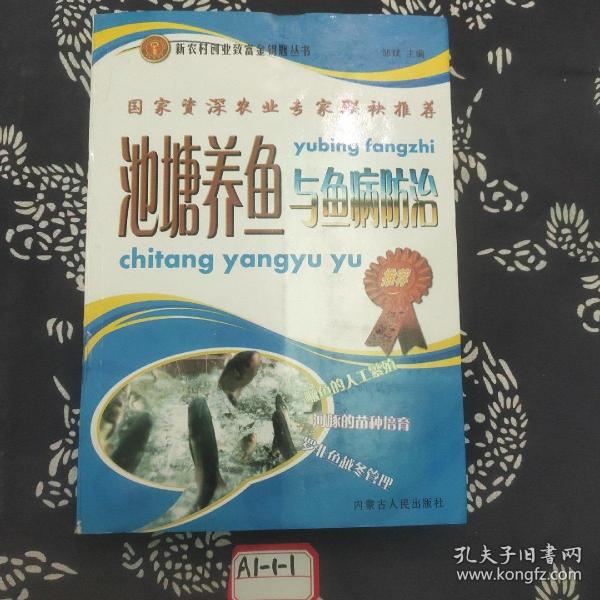 新农村创业致富金钥匙丛书
邹斌 主编
国家资深农业专家联袂推荐
yubing fangzhi
池塘养鱼与鱼病防治
chitang yangyu yu
推荐
鳜鱼的人工繁殖
河豚的苗种培育
罗非鱼越冬管理
内蒙古人民出版社
A1-1-1
孔夫子旧书网
www.kongfz.com